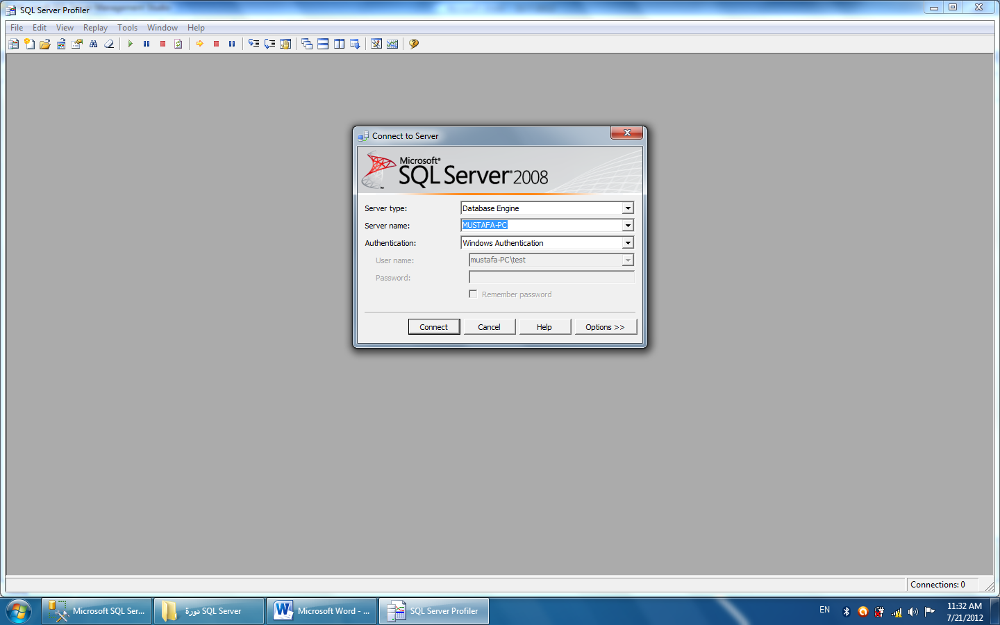 SQL Server Profiler
File Edit View Replay Tools Window Help
Connect to Server
Microsoft®
SQL Server® 2008
Server type: Database Engine
Server name: MUSTAFA-PC
Authentication: Windows Authentication
User name: mustafa-PC\test
Password:
Remember password
Connect Cancel Help Options >>
Connections: 0
Microsoft SQL Ser... دورة SQL Server Microsoft Word - ... SQL Server Profiler EN 11:32 AM
7/21/2012